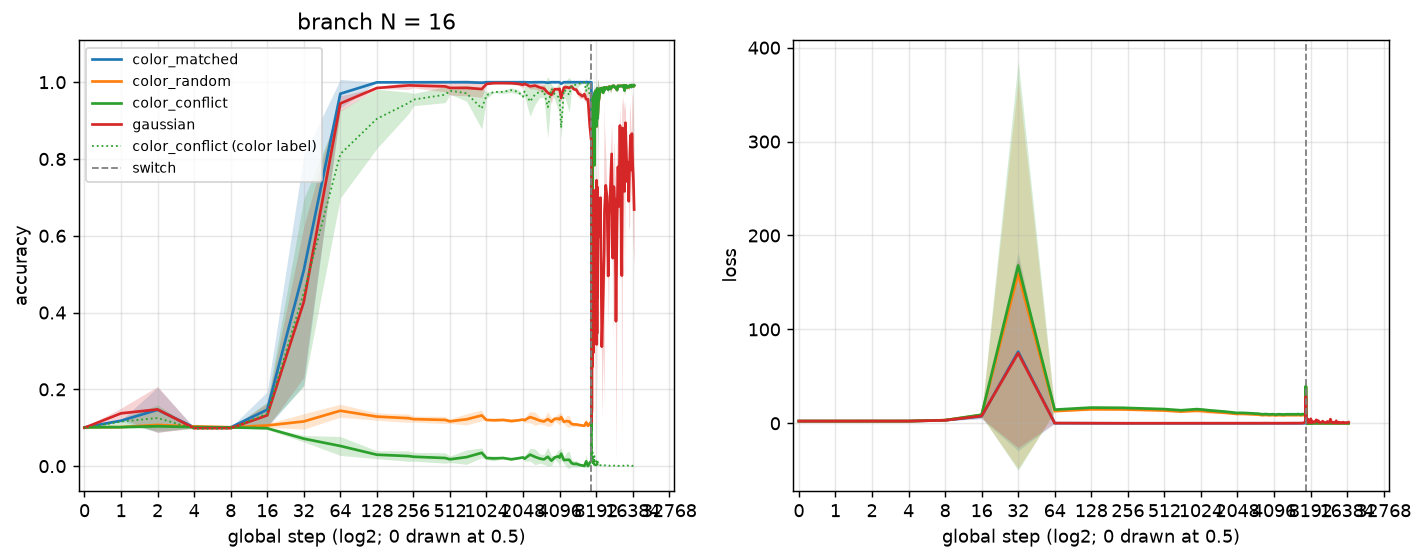 branch N = 16
accuracy
1.0
0.8
0.6
0.4
0.2
0.0
color_matched
color_random
color_conflict
gaussian
color_conflict (color label)
switch
0 1 2 4 8 16 32 64 128 256 512 1024 2048 4096 8192 16384 32768
global step (log2; 0 drawn at 0.5)
loss
400
300
200
100
0
0 1 2 4 8 16 32 64 128 256 512 1024 2048 4096 8192 16384 32768
global step (log2; 0 drawn at 0.5)